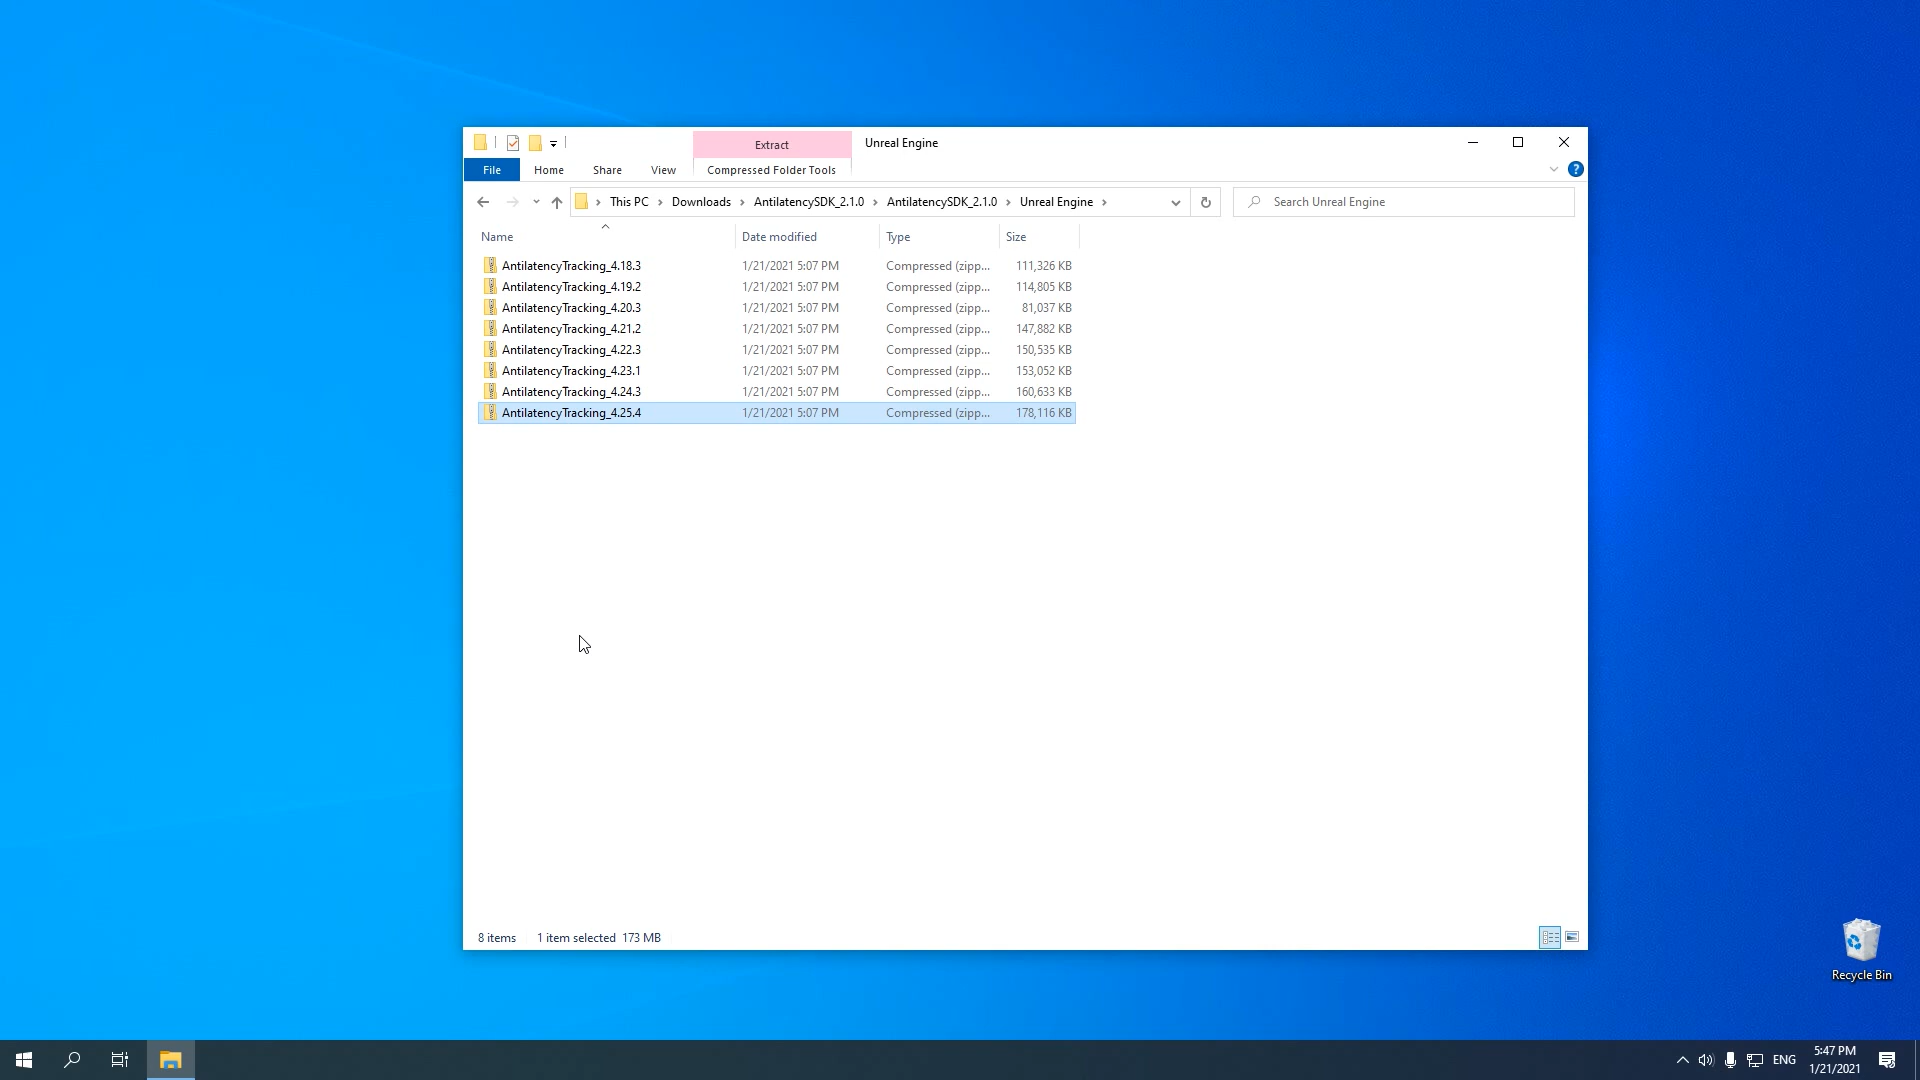 Extract
Unreal Engine
File Home Share View Compressed Folder Tools
This PC Downloads AntilatencySDK_2.1.0 AntilatencySDK_2.1.0 Unreal Engine Search Unreal Engine
Name Date modified Type Size
AntilatencyTracking_4.18.3 1/21/2021 5:07 PM Compressed (zipp... 111,326 KB
AntilatencyTracking_4.19.2 1/21/2021 5:07 PM Compressed (zipp... 114,805 KB
AntilatencyTracking_4.20.3 1/21/2021 5:07 PM Compressed (zipp... 81,037 KB
AntilatencyTracking_4.21.2 1/21/2021 5:07 PM Compressed (zipp... 147,882 KB
AntilatencyTracking_4.22.3 1/21/2021 5:07 PM Compressed (zipp... 150,535 KB
AntilatencyTracking_4.23.1 1/21/2021 5:07 PM Compressed (zipp... 153,052 KB
AntilatencyTracking_4.24.3 1/21/2021 5:07 PM Compressed (zipp... 160,633 KB
AntilatencyTracking_4.25.4 1/21/2021 5:07 PM Compressed (zipp... 178,116 KB
8 items 1 item selected 173 MB
Recycle Bin
ENG
5:47 PM
1/21/2021